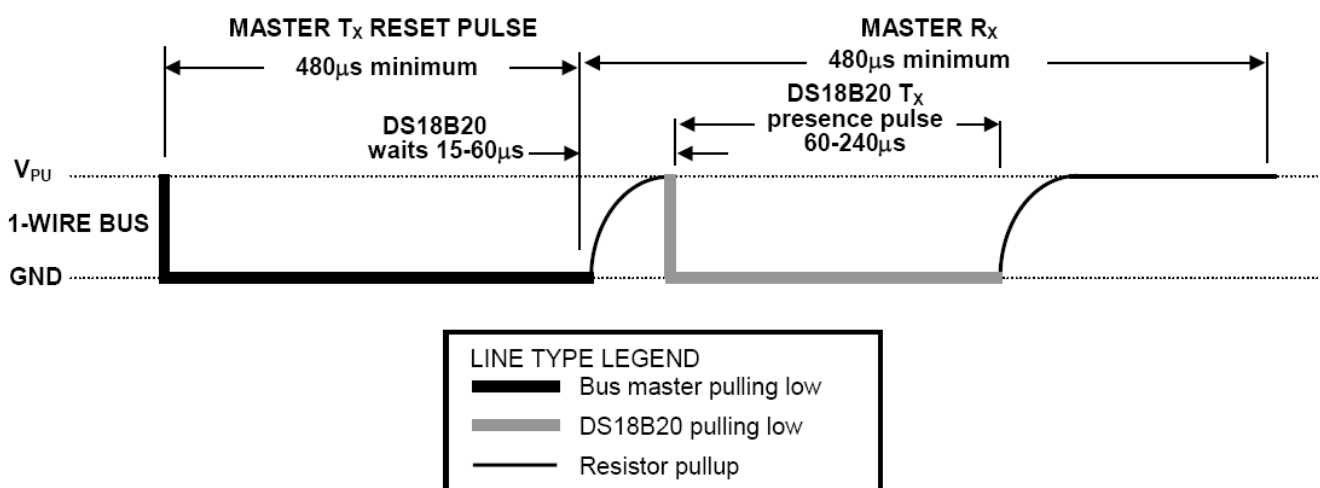 MASTER TX RESET PULSE
480μs minimum
MASTER RX
480μs minimum
DS18B20 TX
presence pulse
60-240μs
DS18B20
waits 15-60μs
VPU
1-WIRE BUS
GND
LINE TYPE LEGEND
Bus master pulling low
DS18B20 pulling low
Resistor pullup